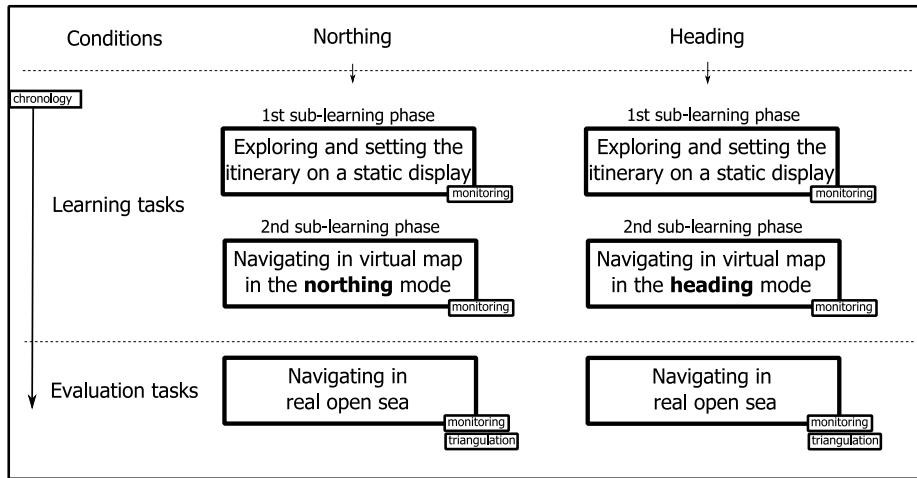 Conditions
Northing
Heading
chronology
1st sub-learning phase
1st sub-learning phase
Exploring and setting the
itinerary on a static display
monitoring
Exploring and setting the
itinerary on a static display
monitoring
Learning tasks
2nd sub-learning phase
2nd sub-learning phase
Navigating in virtual map
in the northing mode
monitoring
Navigating in virtual map
in the heading mode
monitoring
Evaluation tasks
Navigating in
real open sea
monitoring
triangulation
Navigating in
real open sea
monitoring
triangulation